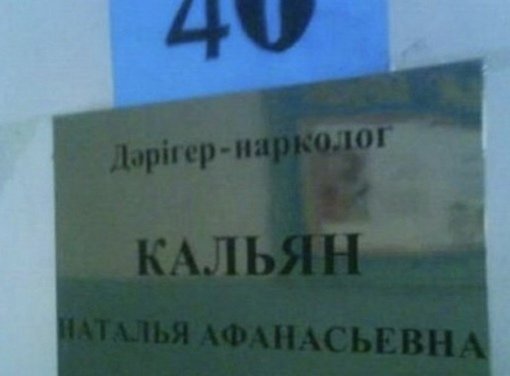 40
Дәрігер-нарколог
КАЛЬЯН
НАТАЛЬЯ АФАНАСЬЕВНА